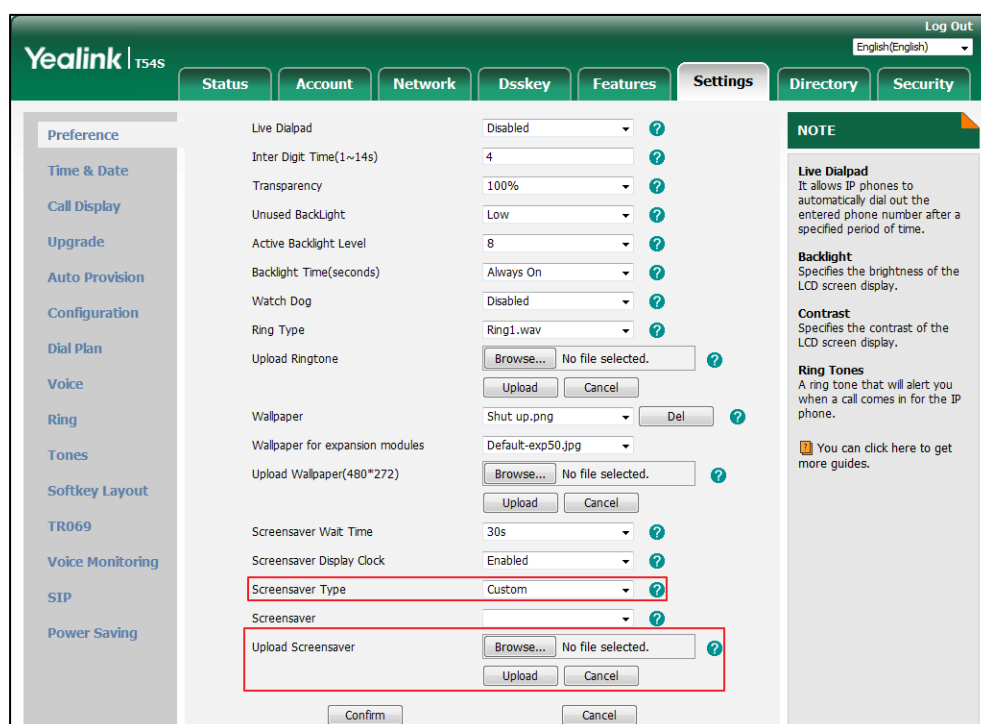 Log Out
English(English)
Yealink | T54S
Status Account Network Dsskey Features Settings Directory Security
Preference
Time & Date
Call Display
Upgrade
Auto Provision
Configuration
Dial Plan
Voice
Ring
Tones
Softkey Layout
TR069
Voice Monitoring
SIP
Power Saving
Live Dialpad Disabled ?
Inter Digit Time(1~14s) 4 ?
Transparency 100% ?
Unused BackLight Low ?
Active Backlight Level 8 ?
Backlight Time(seconds) Always On ?
Watch Dog Disabled ?
Ring Type Ring1.wav ?
Upload Ringtone Browse... No file selected. ?
Upload Cancel
Wallpaper Shut up.png Del ?
Wallpaper for expansion modules Default-exp50.jpg
Upload Wallpaper(480*272) Browse... No file selected. ?
Upload Cancel
Screensaver Wait Time 30s ?
Screensaver Display Clock Enabled ?
Screensaver Type Custom ?
Screensaver ?
Upload Screensaver Browse... No file selected. ?
Upload Cancel
Confirm Cancel
NOTE
Live Dialpad
It allows IP phones to
automatically dial out the
entered phone number after a
specified period of time.
Backlight
Specifies the brightness of the
LCD screen display.
Contrast
Specifies the contrast of the
LCD screen display.
Ring Tones
A ring tone that will alert you
when a call comes in for the IP
phone.
? You can click here to get
more guides.